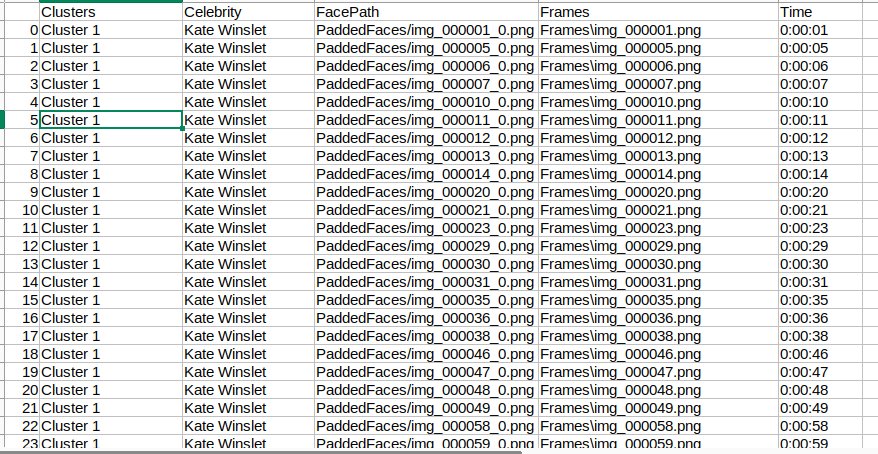 Clusters Celebrity FacePath Frames Time
0 Cluster 1 Kate Winslet PaddedFaces/img_000001_0.png Frames\img_000001.png 0:00:01
1 Cluster 1 Kate Winslet PaddedFaces/img_000005_0.png Frames\img_000005.png 0:00:05
2 Cluster 1 Kate Winslet PaddedFaces/img_000006_0.png Frames\img_000006.png 0:00:06
3 Cluster 1 Kate Winslet PaddedFaces/img_000007_0.png Frames\img_000007.png 0:00:07
4 Cluster 1 Kate Winslet PaddedFaces/img_000010_0.png Frames\img_000010.png 0:00:10
5 Cluster 1 Kate Winslet PaddedFaces/img_000011_0.png Frames\img_000011.png 0:00:11
6 Cluster 1 Kate Winslet PaddedFaces/img_000012_0.png Frames\img_000012.png 0:00:12
7 Cluster 1 Kate Winslet PaddedFaces/img_000013_0.png Frames\img_000013.png 0:00:13
8 Cluster 1 Kate Winslet PaddedFaces/img_000014_0.png Frames\img_000014.png 0:00:14
9 Cluster 1 Kate Winslet PaddedFaces/img_000020_0.png Frames\img_000020.png 0:00:20
10 Cluster 1 Kate Winslet PaddedFaces/img_000021_0.png Frames\img_000021.png 0:00:21
11 Cluster 1 Kate Winslet PaddedFaces/img_000023_0.png Frames\img_000023.png 0:00:23
12 Cluster 1 Kate Winslet PaddedFaces/img_000029_0.png Frames\img_000029.png 0:00:29
13 Cluster 1 Kate Winslet PaddedFaces/img_000030_0.png Frames\img_000030.png 0:00:30
14 Cluster 1 Kate Winslet PaddedFaces/img_000031_0.png Frames\img_000031.png 0:00:31
15 Cluster 1 Kate Winslet PaddedFaces/img_000035_0.png Frames\img_000035.png 0:00:35
16 Cluster 1 Kate Winslet PaddedFaces/img_000036_0.png Frames\img_000036.png 0:00:36
17 Cluster 1 Kate Winslet PaddedFaces/img_000038_0.png Frames\img_000038.png 0:00:38
18 Cluster 1 Kate Winslet PaddedFaces/img_000046_0.png Frames\img_000046.png 0:00:46
19 Cluster 1 Kate Winslet PaddedFaces/img_000047_0.png Frames\img_000047.png 0:00:47
20 Cluster 1 Kate Winslet PaddedFaces/img_000048_0.png Frames\img_000048.png 0:00:48
21 Cluster 1 Kate Winslet PaddedFaces/img_000049_0.png Frames\img_000049.png 0:00:49
22 Cluster 1 Kate Winslet PaddedFaces/img_000058_0.png Frames\img_000058.png 0:00:58
23 Cluster 1 Kate Winslet PaddedFaces/img_000059_0.png Frames\img_000059.png 0:00:59